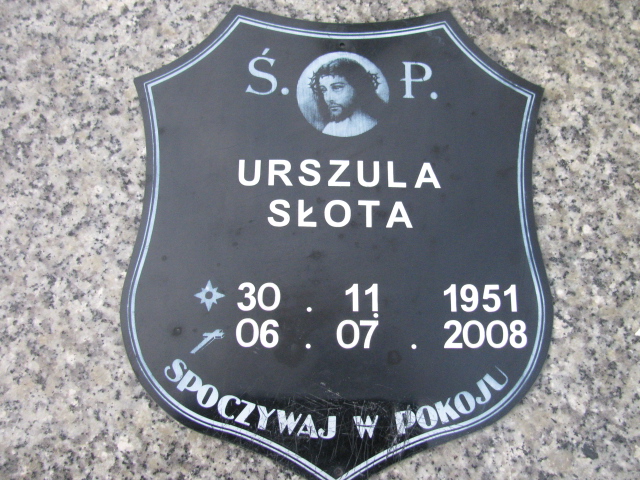 Ś. P.
URSZULA
SŁOTA
30 . 11 . 1951
06 . 07 . 2008
SPOCZYWAJ W POKOJU